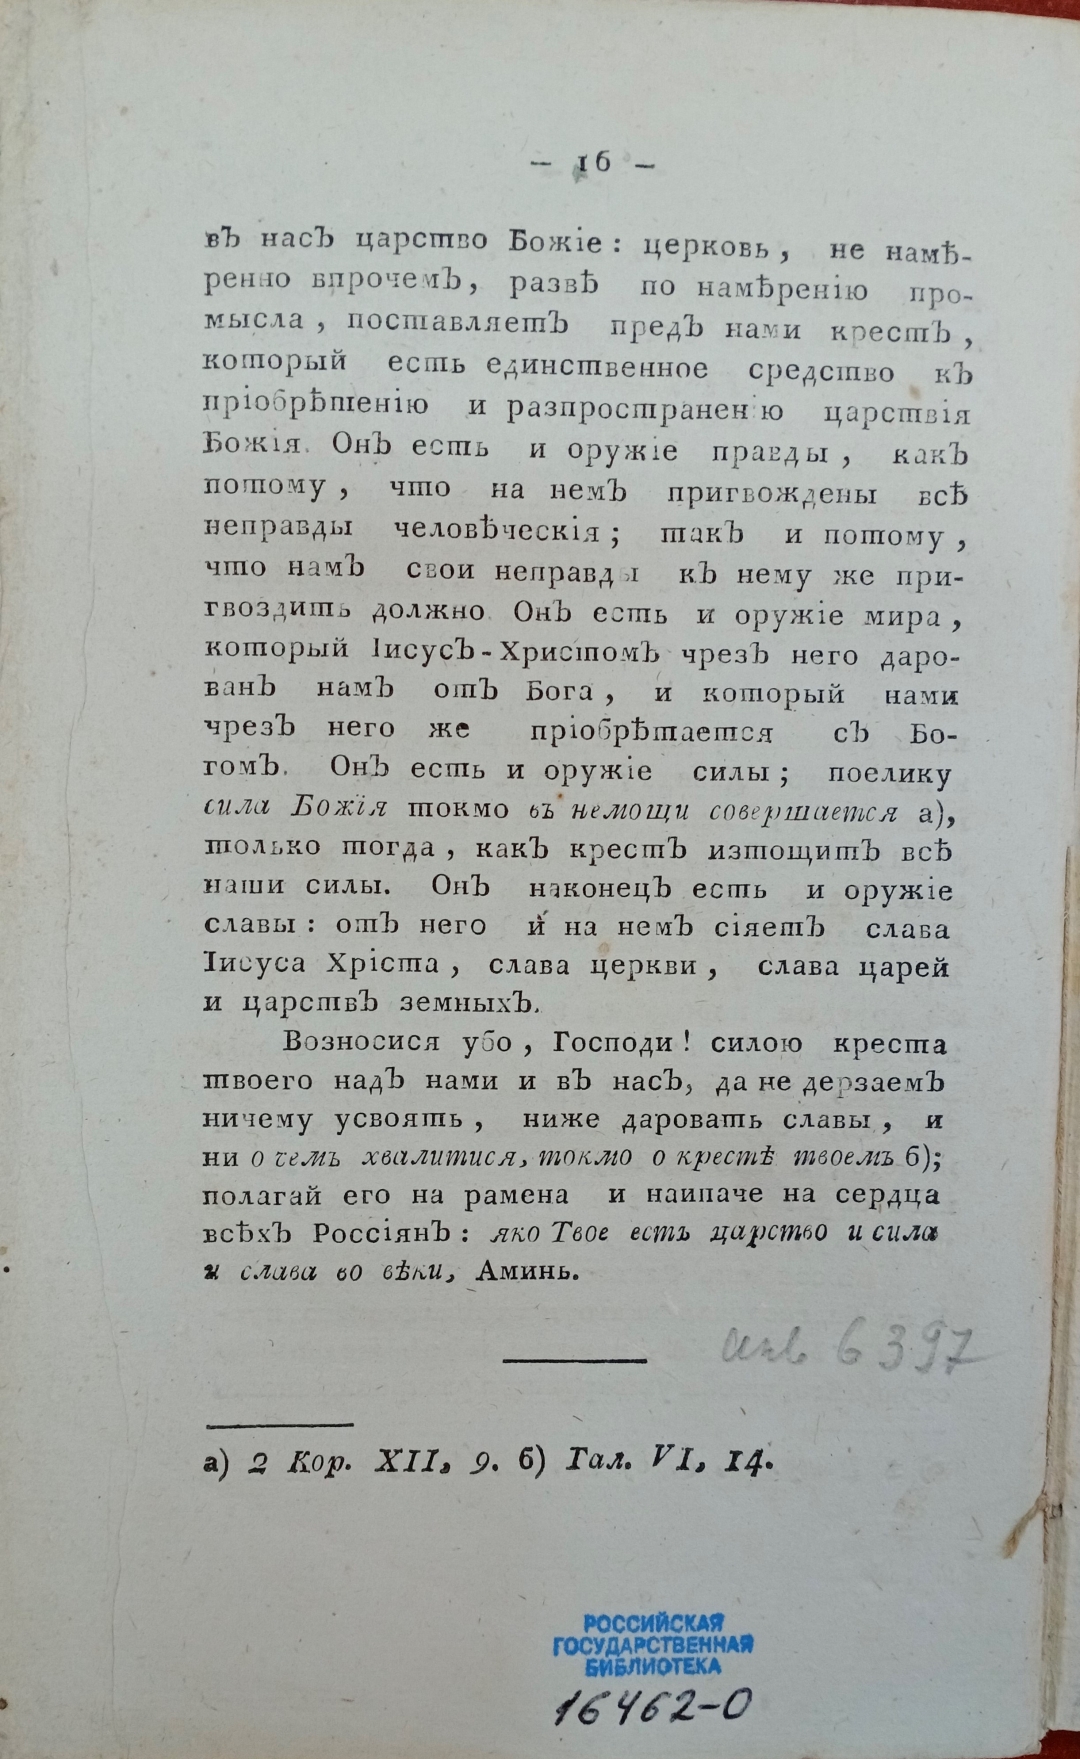 — 16 —
въ насъ царство Божіе: церковь, не намѣ-
ренно впрочемъ, развѣ по намѣренію про-
мысла, поставляетъ предъ нами крестъ,
который есть единственное средство къ
пріобрѣтенію и разпространенію царствія
Божія. Онъ есть и оружіе правды, какъ
потому, что на немъ пригвождены всѣ
неправды человѣческія; такъ и потому,
что намъ свои неправды къ нему же при-
гвоздить должно. Онъ есть и оружіе мира,
который Іисусъ-Христомъ чрезъ него даро-
ванъ намъ отъ Бога, и который нами
чрезъ него же пріобрѣтается съ Бо-
гомъ. Онъ есть и оружіе силы; поелику
сила Божія токмо въ немощи совершается а),
только тогда, какъ крестъ изтощитъ всѣ
наши силы. Онъ наконецъ есть и оружіе
славы: отъ него и на немъ сіяетъ слава
Іисуса Хріста, слава церкви, слава царей
и царствъ земныхъ.
Возносися убо, Господи! силою креста
твоего надъ нами и въ насъ, да не дерзаемъ
ничему усвоять, ниже даровать славы, и
ни о чемъ хвалитися, токмо о крестѣ твоемъ б);
полагай его на рамена и наипаче на сердца
всѣхъ Россіянъ: яко Твое есть царство и сила
и слава во вѣки, Аминь.
инв 6397
а) 2 Кор. XII, 9. б) Гал. VI, 14.
РОССИЙСКАЯ
ГОСУДАРСТВЕННАЯ
БИБЛИОТЕКА
16462-0